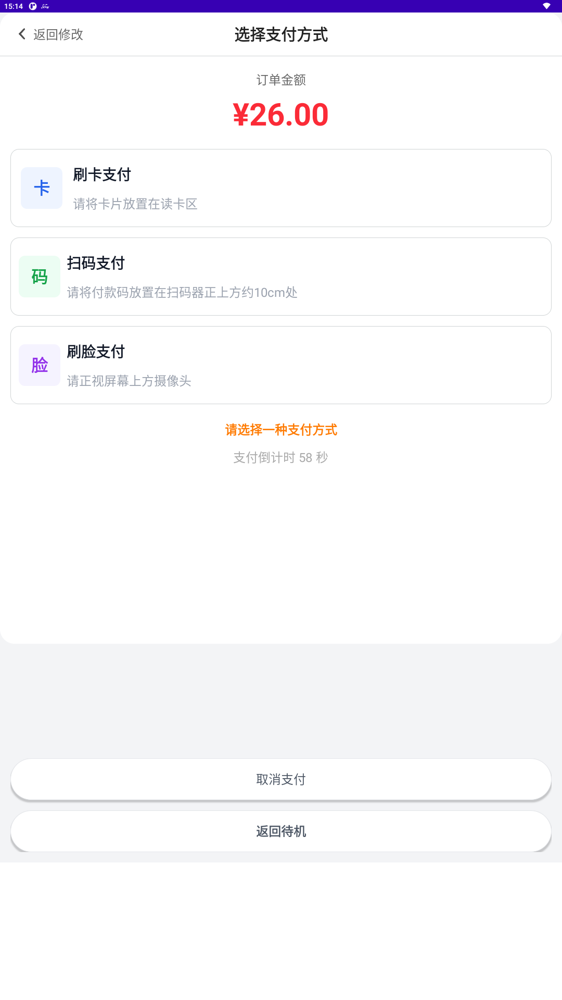 15:14
返回修改
选择支付方式
订单金额
¥26.00
卡
刷卡支付
请将卡片放置在读卡区
码
扫码支付
请将付款码放置在扫码器正上方约10cm处
脸
刷脸支付
请正视屏幕上方摄像头
请选择一种支付方式
支付倒计时 58 秒
取消支付
返回待机